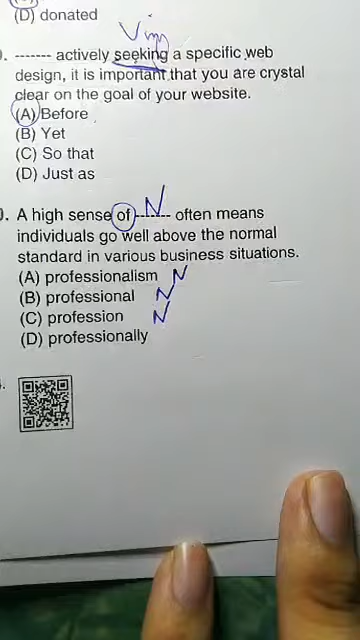 (D) donated
Ving
------- actively seeking a specific web
design, it is important that you are crystal
clear on the goal of your website.
(A) Before
(B) Yet
(C) So that
(D) Just as
N
A high sense of ------- often means
individuals go well above the normal
standard in various business situations.
(A) professionalism N
(B) professional N
(C) profession N
(D) professionally